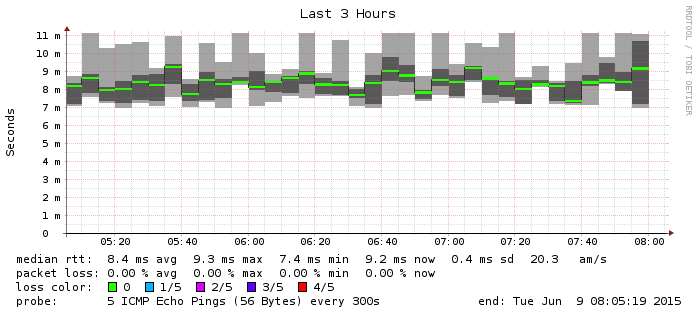 Last 3 Hours
RRDTOOL / TOBI OETIKER
Seconds
11 m
10 m
9 m
8 m
7 m
6 m
5 m
4 m
3 m
2 m
1 m
0
05:20 05:40 06:00 06:20 06:40 07:00 07:20 07:40 08:00
median rtt: 8.4 ms avg 9.3 ms max 7.4 ms min 9.2 ms now 0.4 ms sd 20.3 am/s
packet loss: 0.00 % avg 0.00 % max 0.00 % min 0.00 % now
loss color: 0 1/5 2/5 3/5 4/5
probe: 5 ICMP Echo Pings (56 Bytes) every 300s end: Tue Jun 9 08:05:19 2015